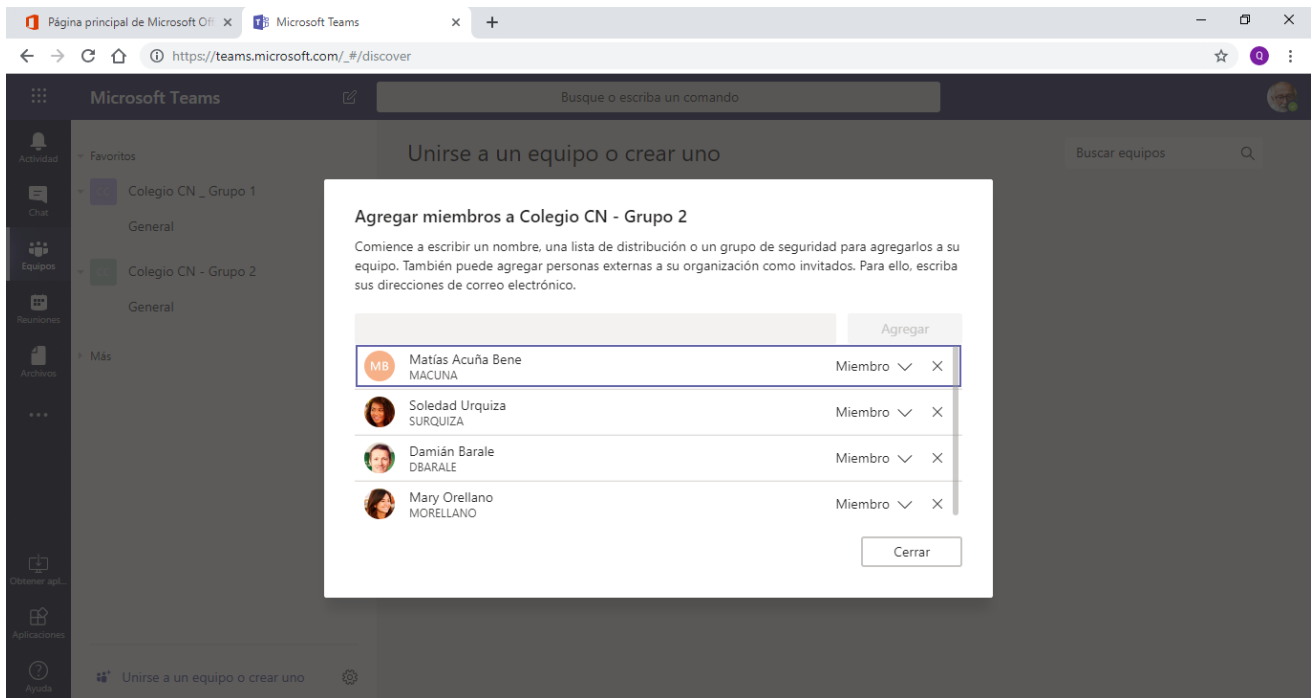 Página principal de Microsoft Of
Microsoft Teams
https://teams.microsoft.com/_#/discover
Q
Microsoft Teams
Busque o escriba un comando
Actividad
Chat
Equipos
Reuniones
Archivos
Obtener apl...
Aplicaciones
Ayuda
Favoritos
Colegio CN _ Grupo 1
General
Colegio CN - Grupo 2
General
Más
Unirse a un equipo o crear uno
Unirse a un equipo o crear uno
Buscar equipos
Agregar miembros a Colegio CN - Grupo 2
Comience a escribir un nombre, una lista de distribución o un grupo de seguridad para agregarlos a su
equipo. También puede agregar personas externas a su organización como invitados. Para ello, escriba
sus direcciones de correo electrónico.
Agregar
MB
Matías Acuña Bene
MACUNA
Miembro
Soledad Urquiza
SURQUIZA
Miembro
Damián Barale
DBARALE
Miembro
Mary Orellano
MORELLANO
Miembro
Cerrar